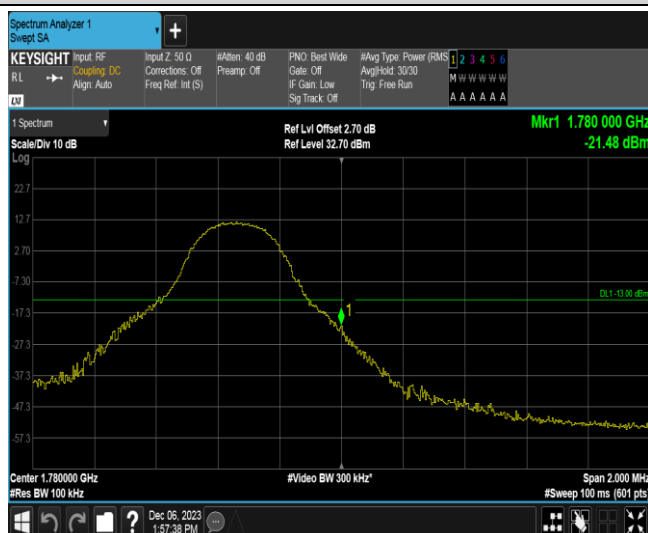 Spectrum Analyzer 1
Swept SA
+
KEYSIGHT
RL
LXI
Input: RF
Coupling: DC
Align: Auto
Input Z: 50 Ω
Corrections: Off
Freq Ref: Int (S)
#Atten: 40 dB
Preamp: Off
PNO: Best Wide
Gate: Off
IF Gain: Low
Sig Track: Off
#Avg Type: Power (RMS
Avg|Hold: 30/30
Trig: Free Run
1 2 3 4 5 6
M W W W W W
A A A A A A
1 Spectrum
Scale/Div 10 dB
Ref Lvl Offset 2.70 dB
Ref Level 32.70 dBm
Mkr1 1.780 000 GHz
-21.48 dBm
Log
22.7
12.7
2.70
-7.30
DL1 -13.00 dBm
1
-17.3
-27.3
-37.3
-47.3
-57.3
Center 1.780000 GHz
#Video BW 300 kHz*
Span 2.000 MHz
#Res BW 100 kHz
#Sweep 100 ms (601 pts)
?
Dec 06, 2023
1:57:38 PM